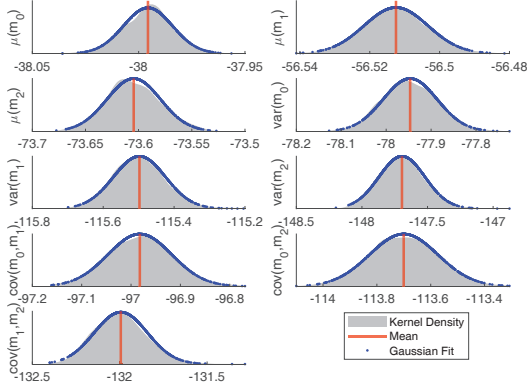 μ(m₀)
-38.05 -38 -37.95
μ(m₁)
-56.54 -56.52 -56.5 -56.48
μ(m₂)
-73.7 -73.65 -73.6 -73.55 -73.5
var(m₀)
-78.2 -78.1 -78 -77.9 -77.8
var(m₁)
-115.8 -115.6 -115.4 -115.2
var(m₂)
-148.5 -148 -147.5 -147
cov(m₀,m₁)
-97.2 -97.1 -97 -96.9 -96.8
cov(m₀,m₂)
-114 -113.8 -113.6 -113.4
cov(m₁,m₂)
-132.5 -132 -131.5
Kernel Density
Mean
Gaussian Fit